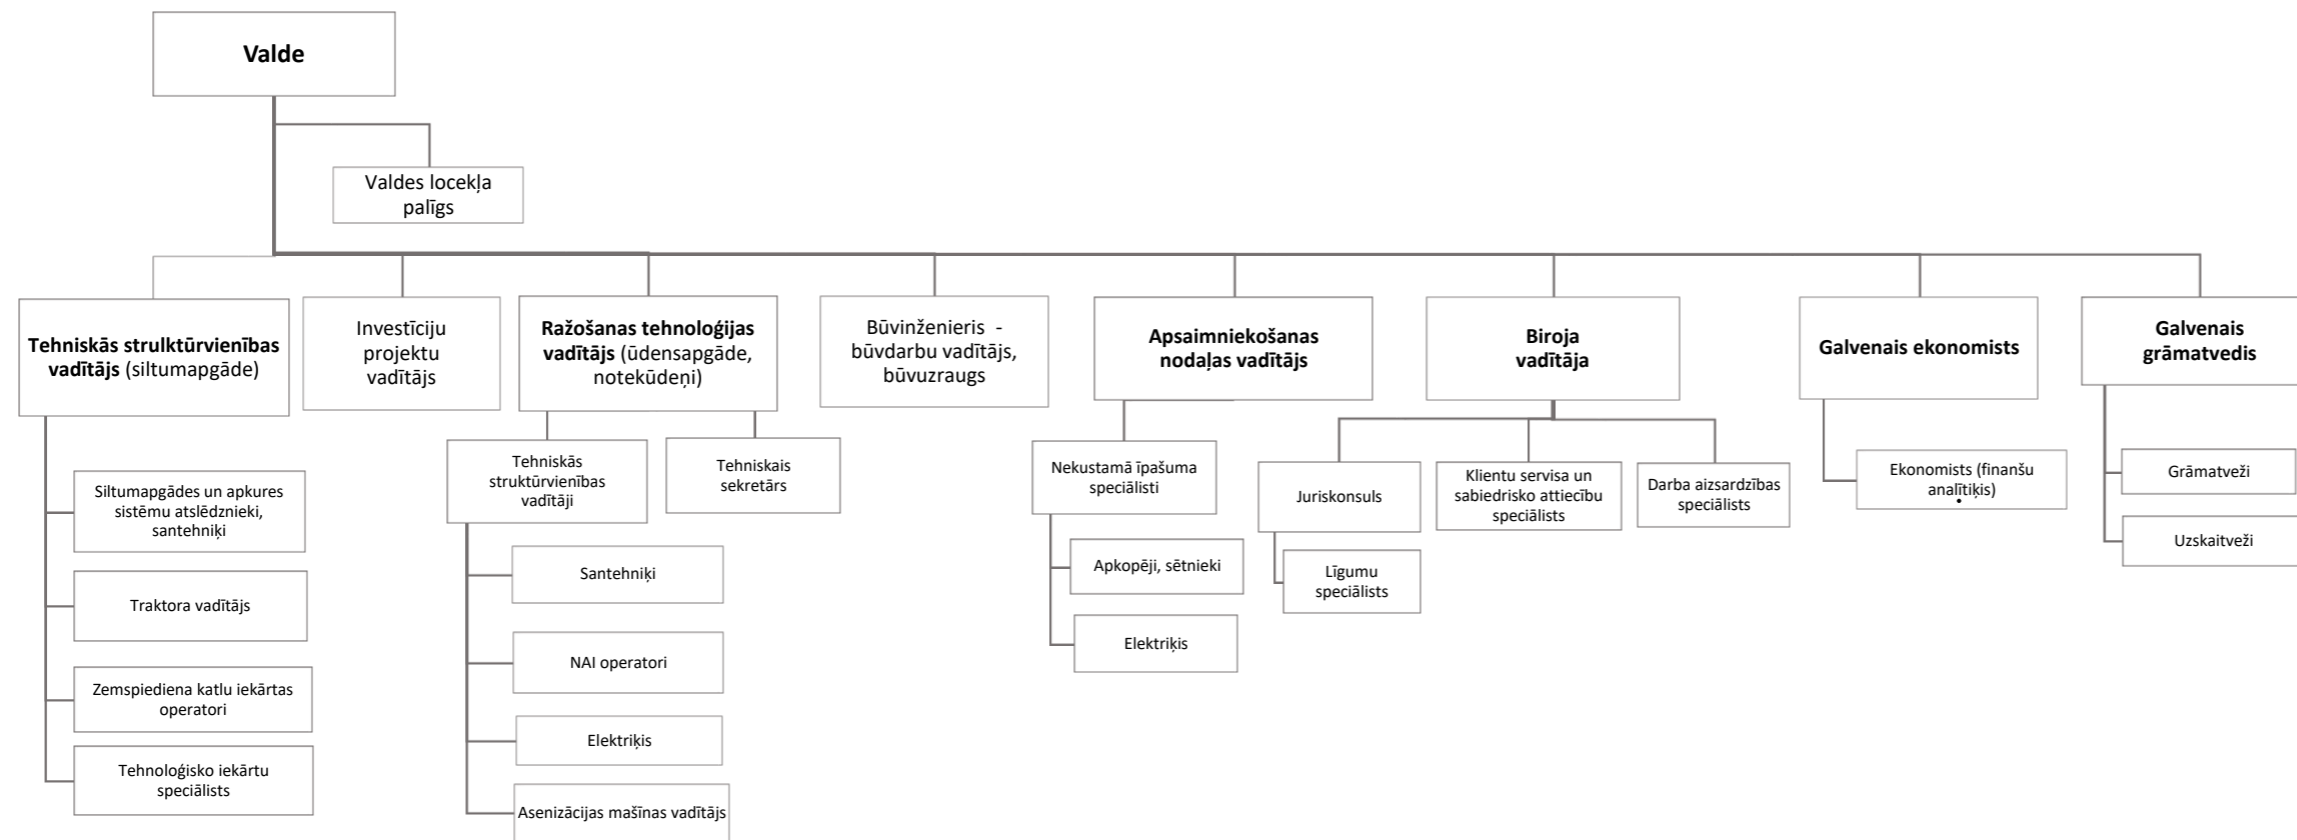 Valde
Valdes locekļa
palīgs
Tehniskās strulktūrvienības
vadītājs (siltumapgāde)
Investīciju
projektu
vadītājs
Ražošanas tehnoloģijas
vadītājs (ūdensapgāde,
notekūdeņi)
Būvinženieris -
būvdarbu vadītājs,
būvuzraugs
Apsaimniekošanas
nodaļas vadītājs
Biroja
vadītāja
Galvenais ekonomists
Galvenais
grāmatvedis
Siltumapgādes un apkures
sistēmu atslēdznieki,
santehniķi
Traktora vadītājs
Zemspiediena katlu iekārtas
operatori
Tehnoloģisko iekārtu
speciālists
Tehniskās
struktūrvienības
vadītāji
Tehniskais
sekretārs
Santehniķi
NAI operatori
Elektriķis
Asenizācijas mašīnas vadītājs
Nekustamā īpašuma
speciālisti
Apkopēji, sētnieki
Elektriķis
Juriskonsuls
Līgumu
speciālists
Klientu servisa un
sabiedrisko attiecību
speciālists
Darba aizsardzības
speciālists
Ekonomists (finanšu
analītiķis)
•
Grāmatveži
Uzskaitveži